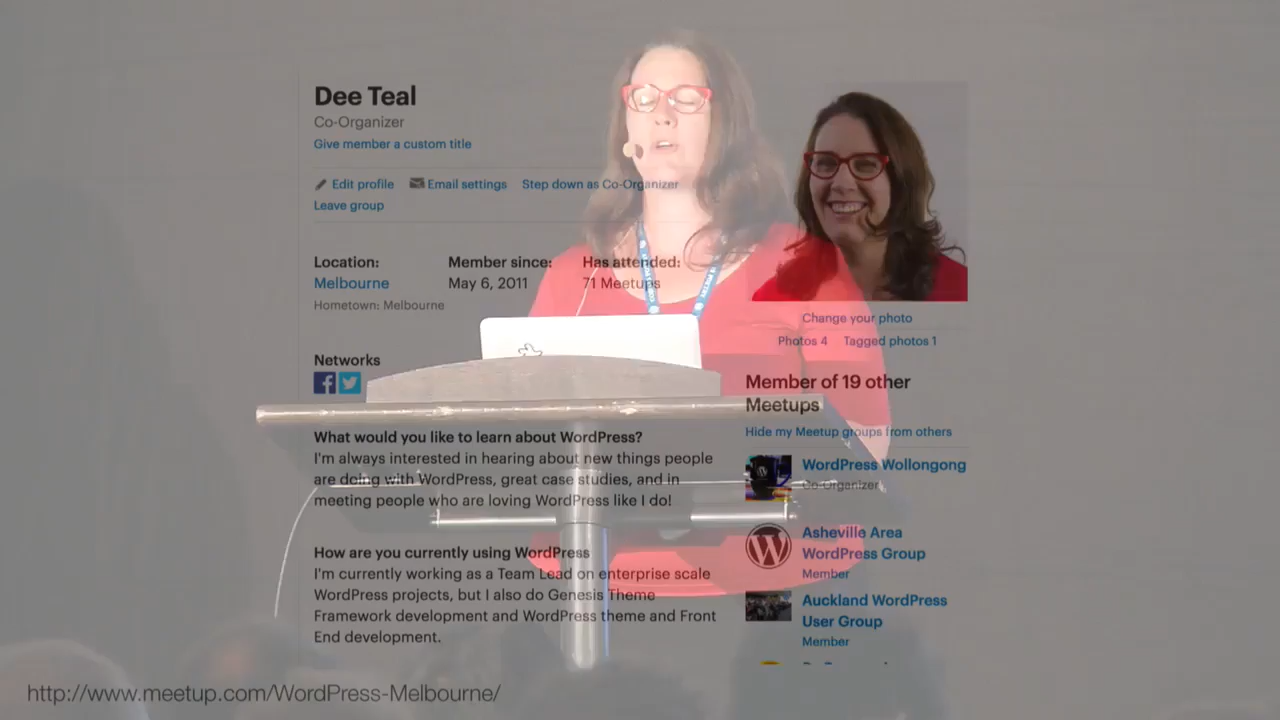 Dee Teal
Co-Organizer
Give member a custom title
Edit profile Email settings Step down as Co-Organizer
Leave group
Location: Member since: Has attended:
Melbourne May 6, 2011 71 Meetups
Hometown: Melbourne
Networks
What would you like to learn about WordPress?
I'm always interested in hearing about new things people
are doing with WordPress, great case studies, and in
meeting people who are loving WordPress like I do!
How are you currently using WordPress
I'm currently working as a Team Lead on enterprise scale
WordPress projects, but I also do Genesis Theme
Framework development and WordPress theme and Front
End development.
Change your photo
Photos 4 Tagged photos 1
Member of 19 other
Meetups
Hide my Meetup groups from others
WordPress Wollongong
Co-Organizer
Asheville Area
WordPress Group
Member
Auckland WordPress
User Group
Member
http://www.meetup.com/WordPress-Melbourne/